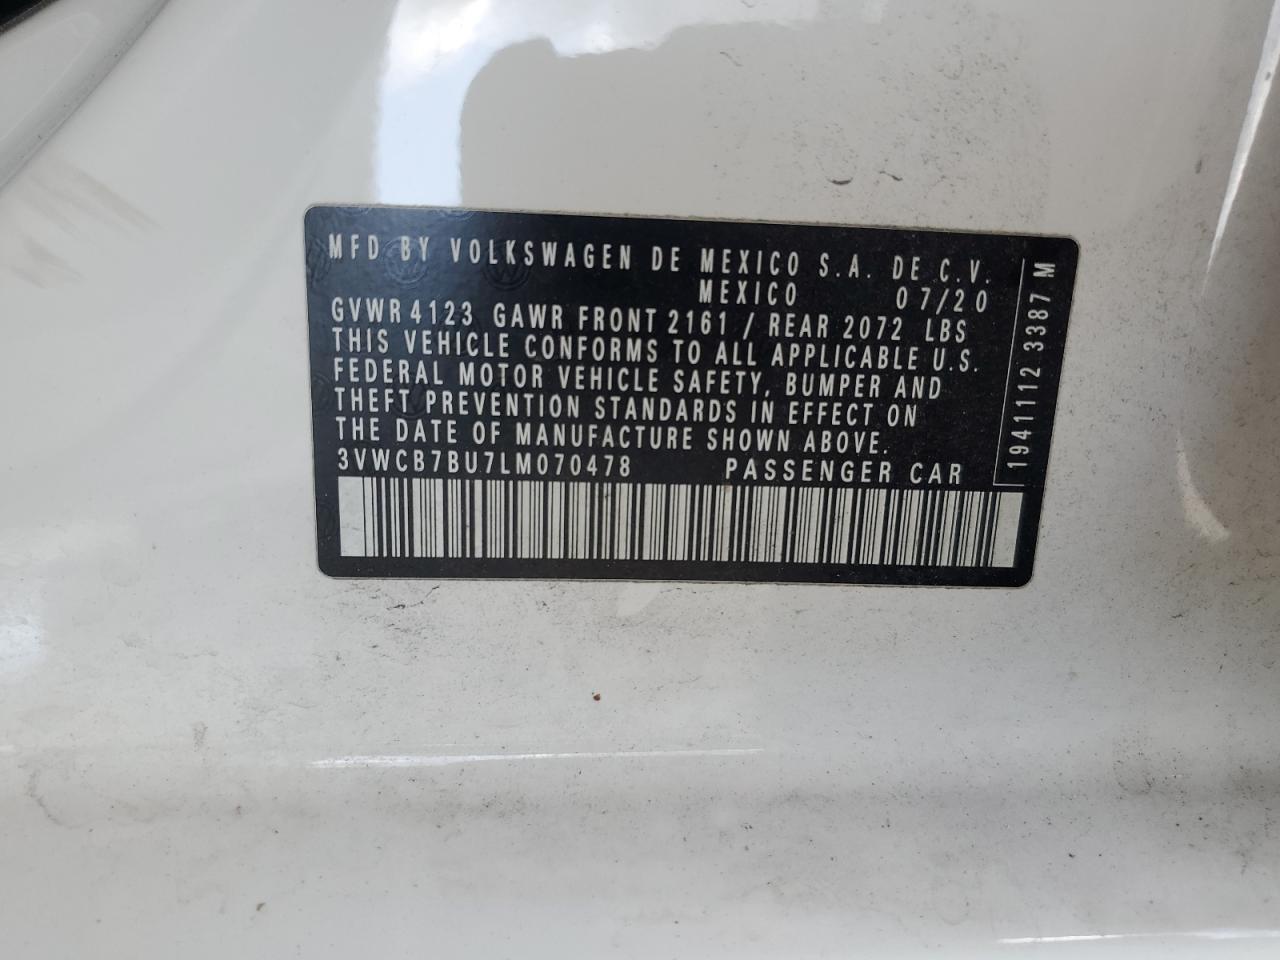 MFD BY VOLKSWAGEN DE MEXICO S.A. DE C.V.
MEXICO 07/20
GVWR 4123 GAWR FRONT 2161 / REAR 2072 LBS
THIS VEHICLE CONFORMS TO ALL APPLICABLE U.S.
FEDERAL MOTOR VEHICLE SAFETY, BUMPER AND
THEFT PREVENTION STANDARDS IN EFFECT ON
THE DATE OF MANUFACTURE SHOWN ABOVE.
3VWCB7BU7LM070478 PASSENGER CAR
1941112 3387 M